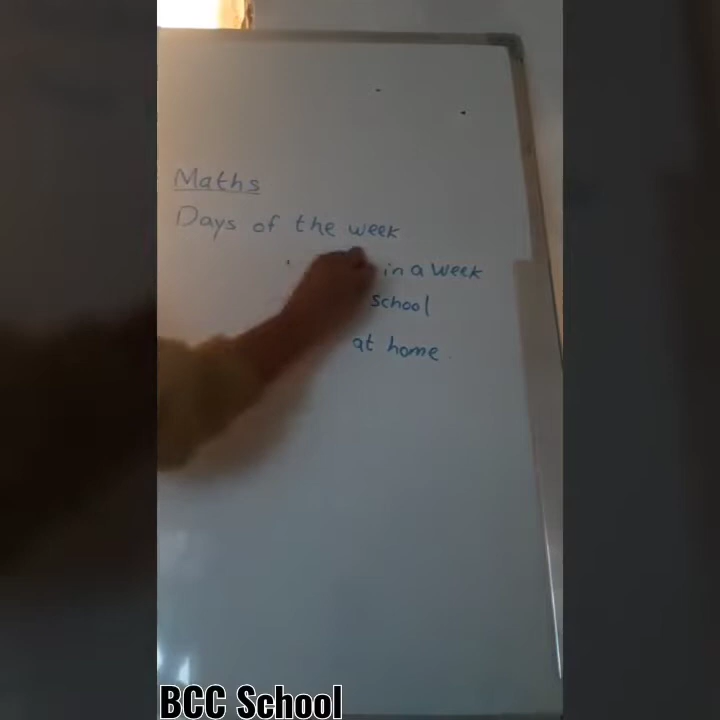 Maths
Days of the week
in a week
school
at home.
BCC School